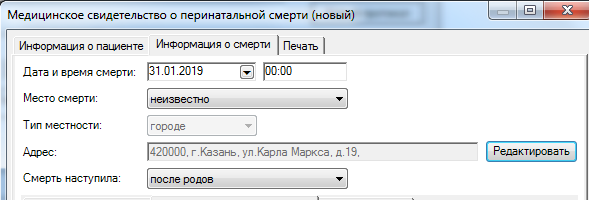 Медицинское свидетельство о перинатальной смерти (новый)
Информация о пациенте Информация о смерти Печать
Дата и время смерти: 31.01.2019 00:00
Место смерти: неизвестно
Тип местности: городе
Адрес: 420000, г.Казань, ул.Карла Маркса, д.19, Редактировать
Смерть наступила: после родов